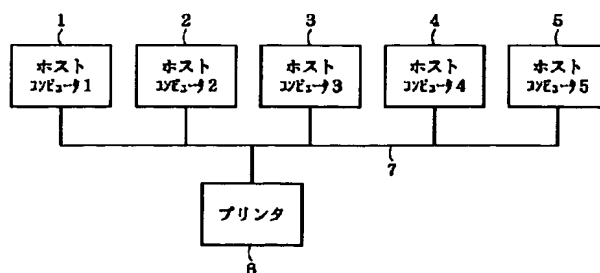 1 2 3 4 5
ホスト ホスト ホスト ホスト ホスト
コンピュータ1 コンピュータ2 コンピュータ3 コンピュータ4 コンピュータ5
7
プリンタ
6